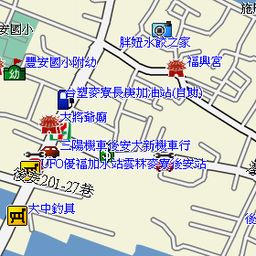 施厝
安國小
胖妞水餃之家
豐安國小附幼
福興宮
幼
台塑麥寮長庚加油站(自助)
大將爺廟
三陽機車後安大新機車行
UFO優福加水站雲林麥寮後安站
後安201-27巷
大中釣具